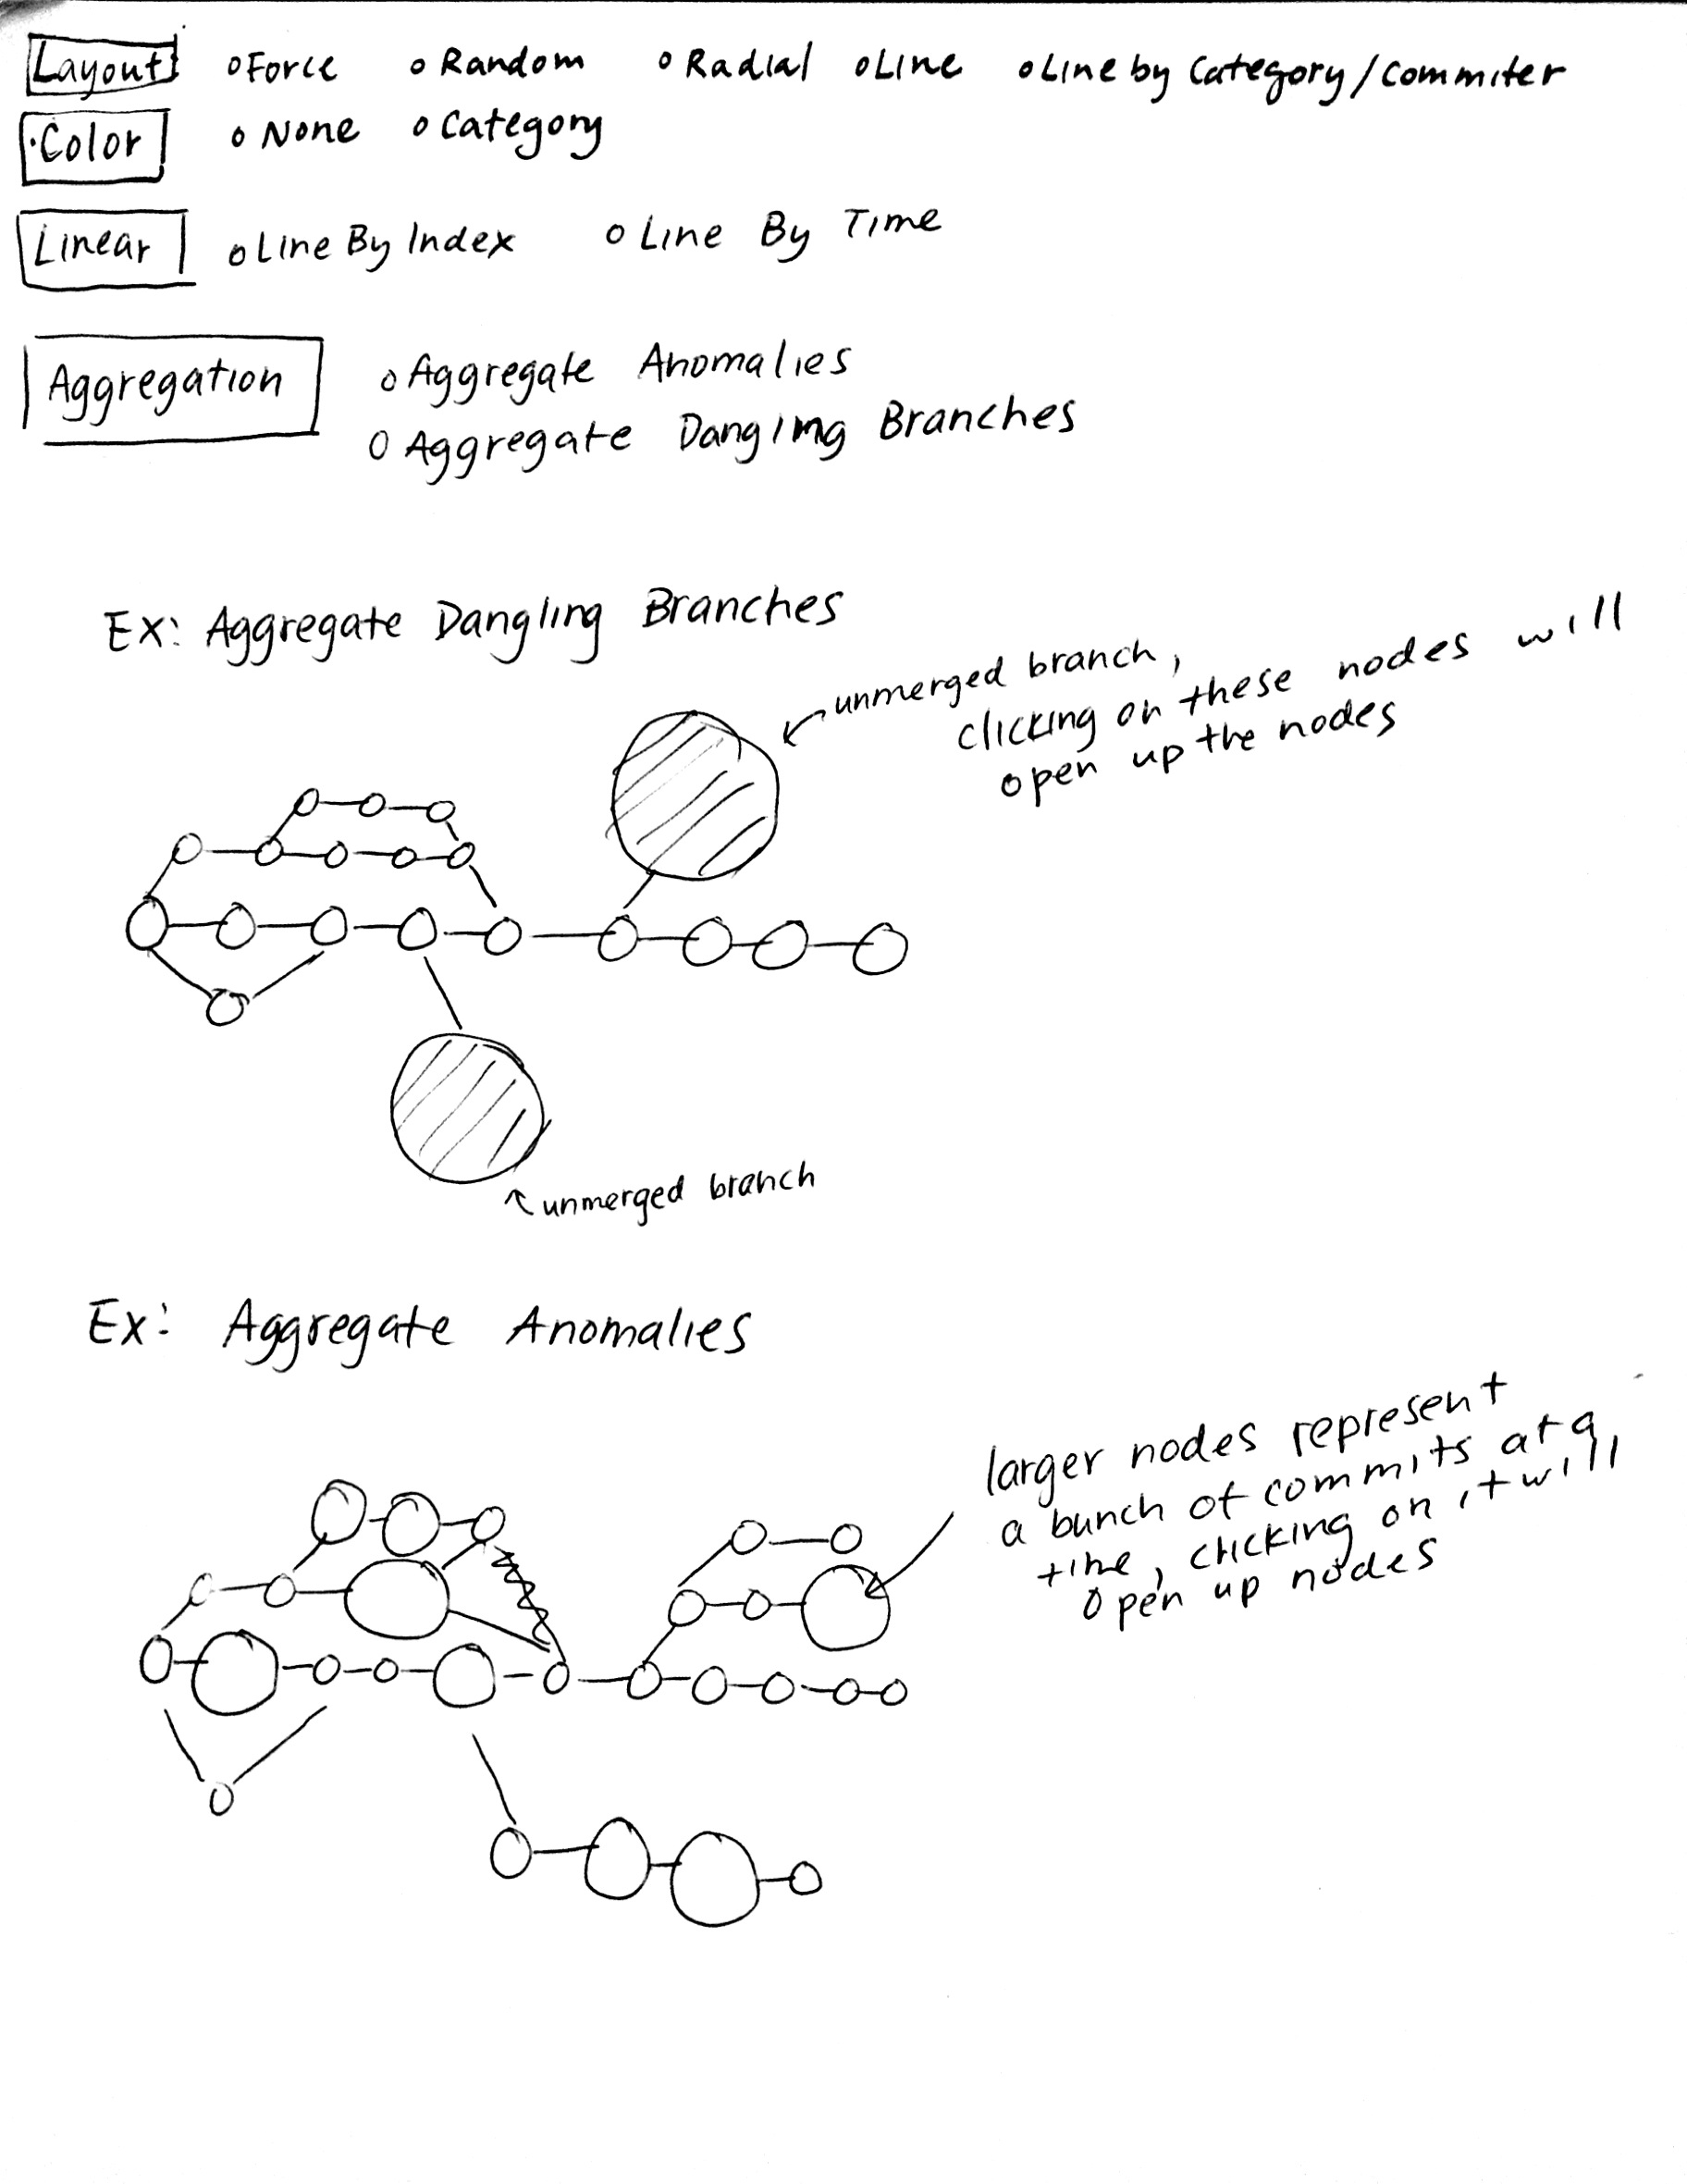 Layout o Force o Random o Radial o Line o Line by Category/Commiter
Color o None o Category
Linear o Line By Index o Line By Time
Aggregation o Aggregate Anomalies
o Aggregate Dangling Branches
Ex: Aggregate Dangling Branches
unmerged branch,
clicking on these nodes will
open up the nodes
unmerged branch
Ex: Aggregate Anomalies
larger nodes represent
a bunch of commits at a
time, clicking on it will
open up nodes